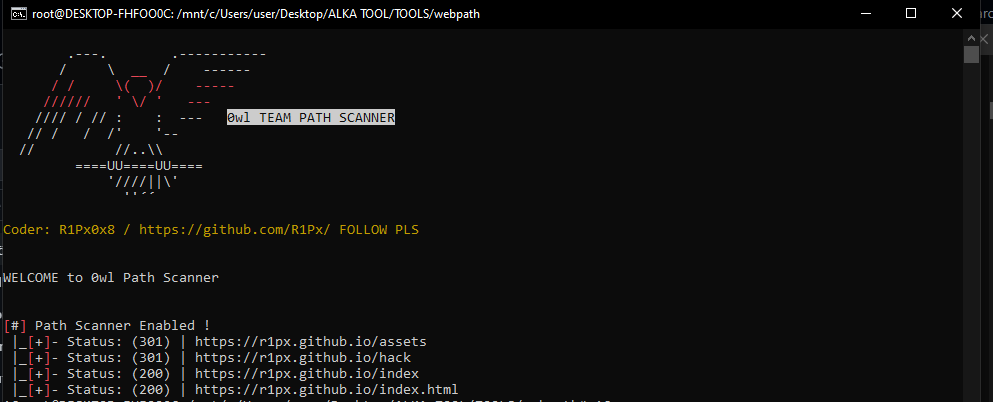 root@DESKTOP-FHFOO0C: /mnt/c/Users/user/Desktop/ALKA TOOL/TOOLS/webpath
0wl TEAM PATH SCANNER
====UU====UU====
Coder: R1Px0x8 / https://github.com/R1Px/ FOLLOW PLS
WELCOME to 0wl Path Scanner
[#] Path Scanner Enabled !
|_[+]- Status: (301) | https://r1px.github.io/assets
|_[+]- Status: (301) | https://r1px.github.io/hack
|_[+]- Status: (200) | https://r1px.github.io/index
|_[+]- Status: (200) | https://r1px.github.io/index.html